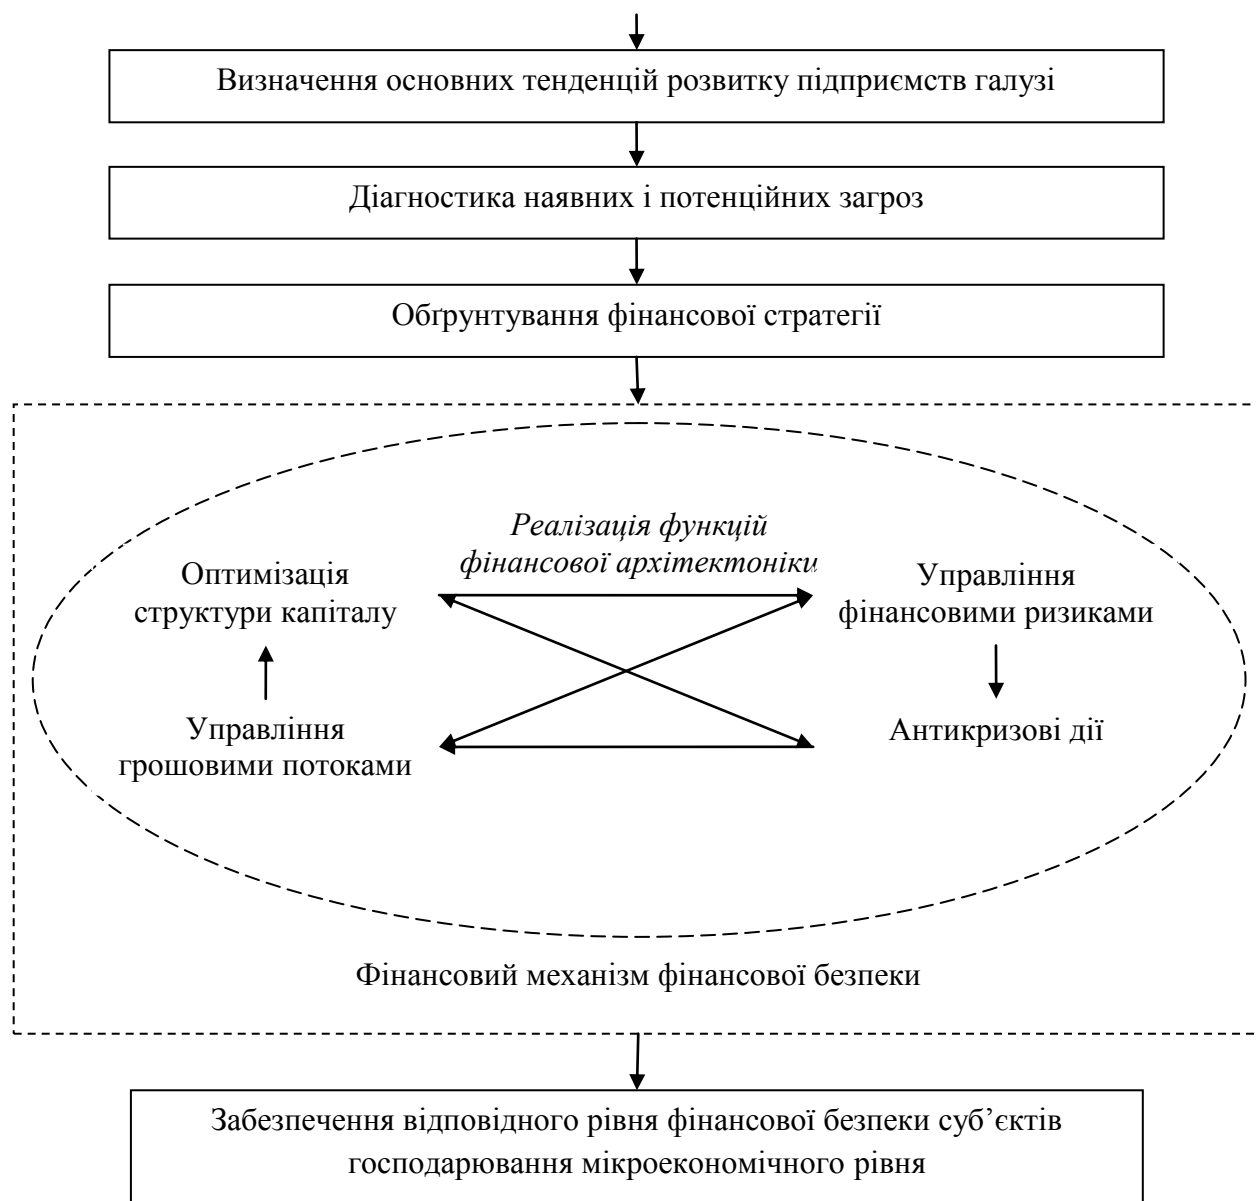 Визначення основних тенденцій розвитку підприємств галузі
Діагностика наявних і потенційних загроз
Обґрунтування фінансової стратегії
Реалізація функцій
фінансової архітектоніки
Оптимізація
структури капіталу
Управління
фінансовими ризиками
Управління
грошовими потоками
Антикризові дії
Фінансовий механізм фінансової безпеки
Забезпечення відповідного рівня фінансової безпеки суб’єктів
господарювання мікроекономічного рівня